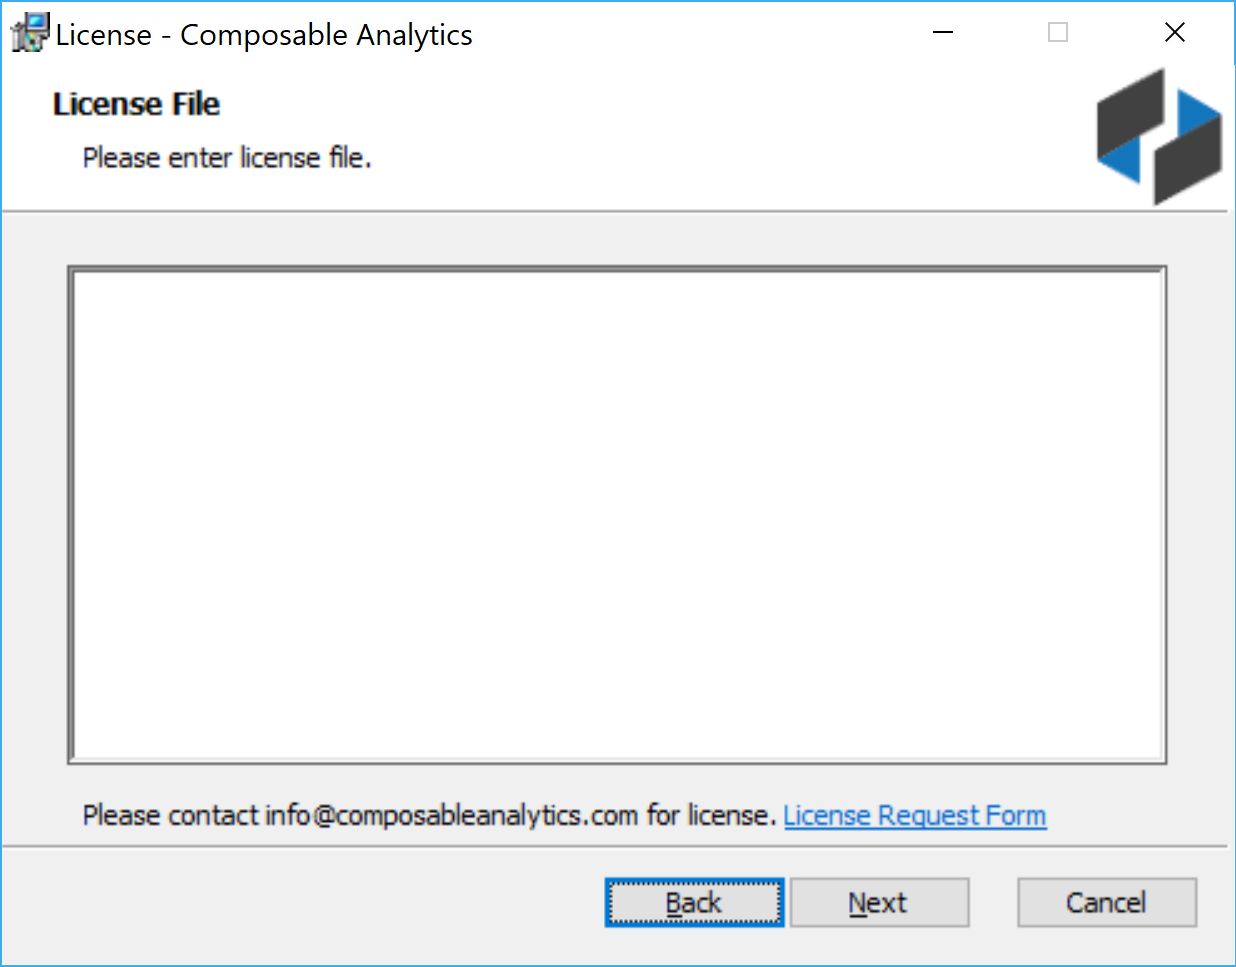 License - Composable Analytics
License File
Please enter license file.
Please contact info@composableanalytics.com for license. License Request Form
Back Next Cancel